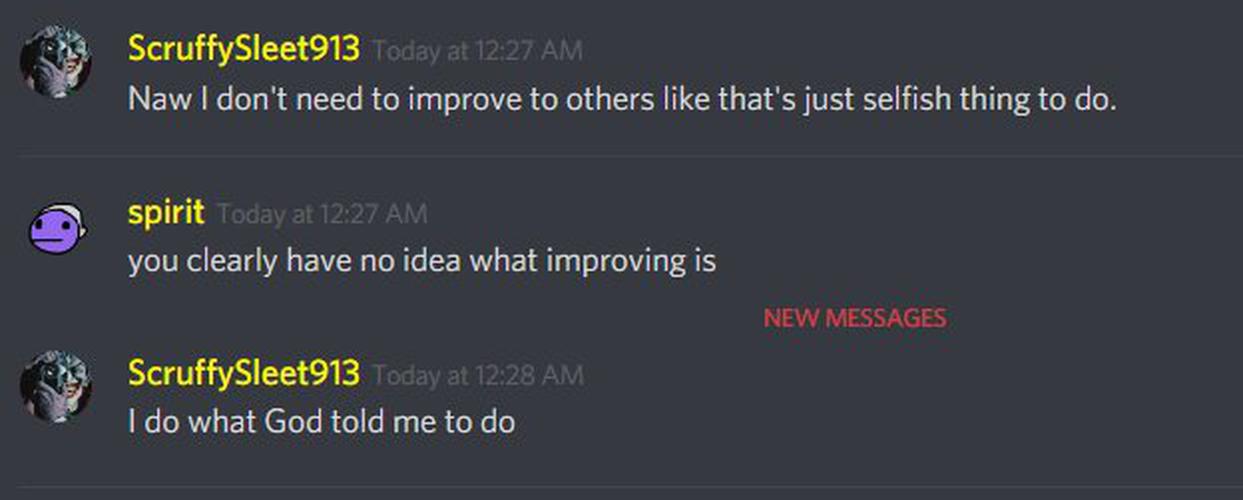 ScruffySleet913 Today at 12:27 AM
Naw I don't need to improve to others like that's just selfish thing to do.
spirit Today at 12:27 AM
you clearly have no idea what improving is
NEW MESSAGES
ScruffySleet913 Today at 12:28 AM
I do what God told me to do